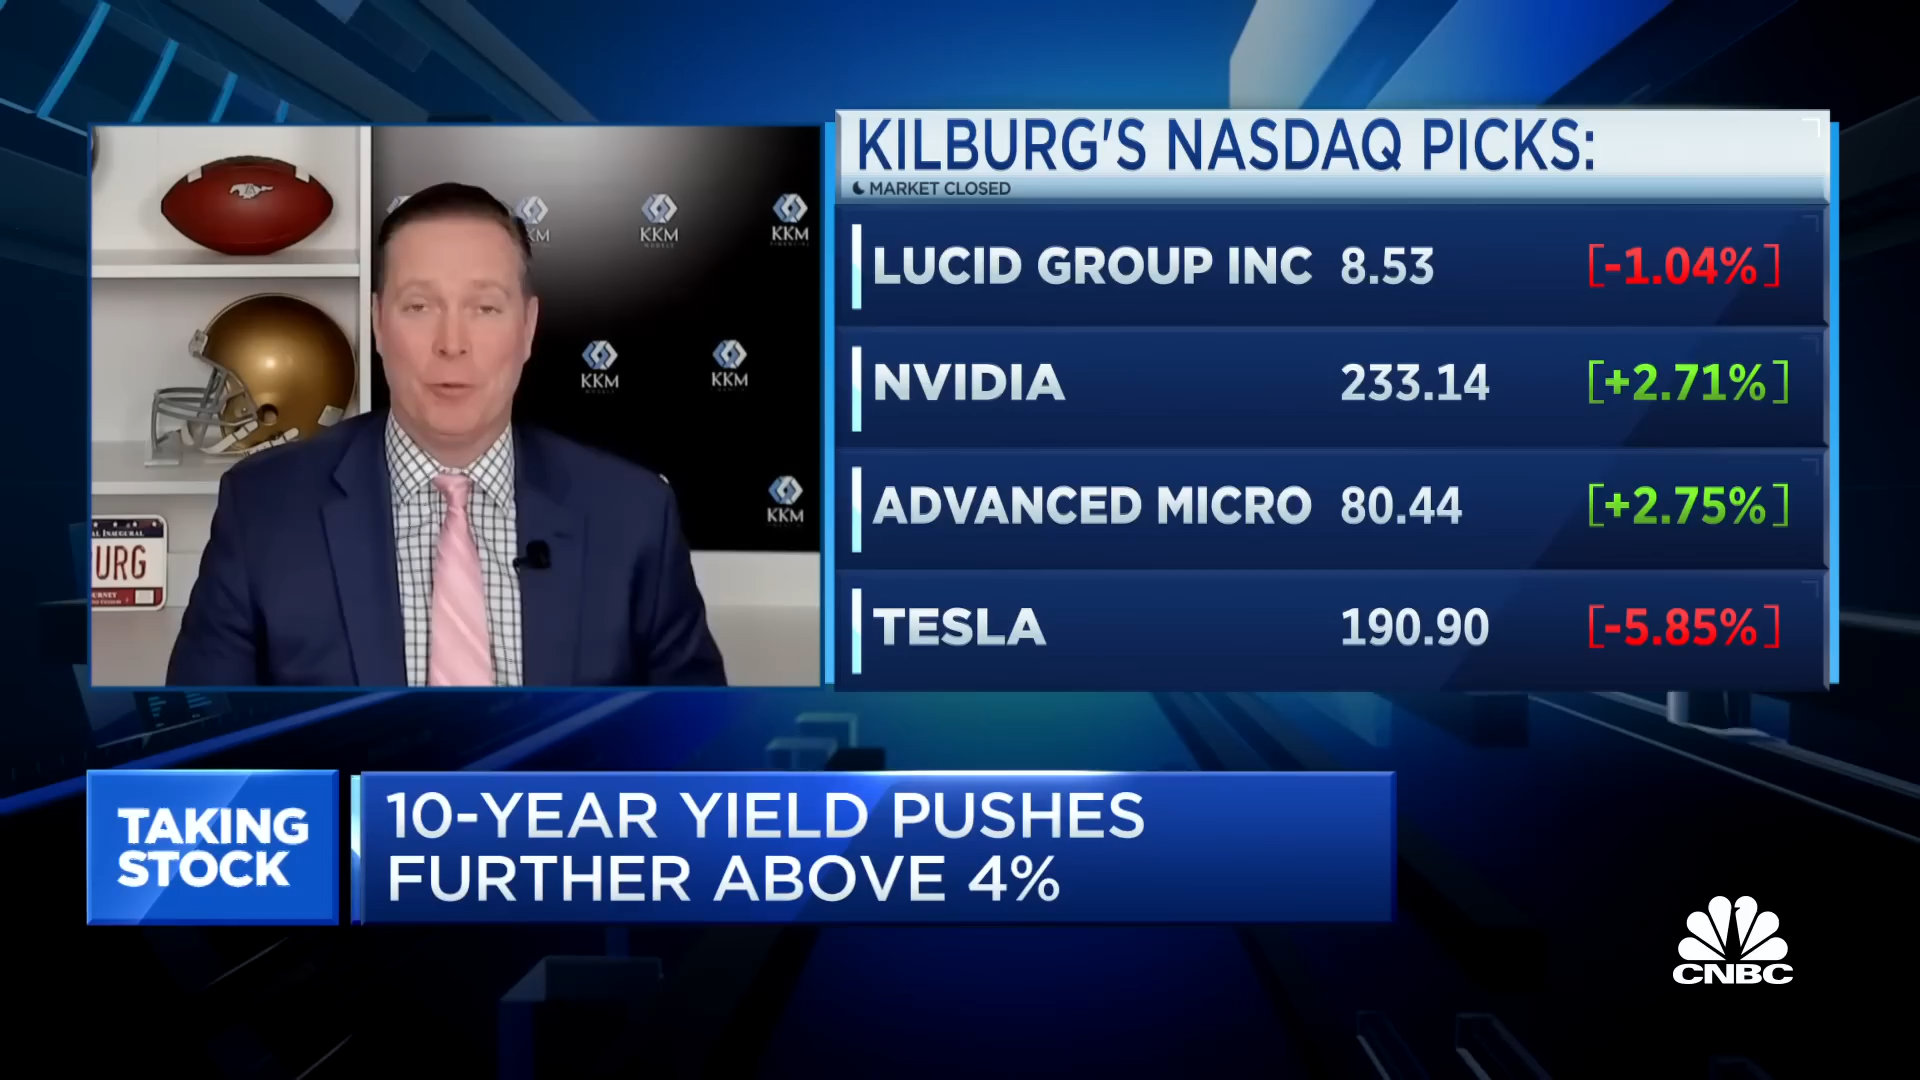 KILBURG'S NASDAQ PICKS:
MARKET CLOSED
LUCID GROUP INC 8.53 [-1.04%]
NVIDIA 233.14 [+2.71%]
ADVANCED MICRO 80.44 [+2.75%]
TESLA 190.90 [-5.85%]
KKM
KKM
KKM
KKM
KKM
KKM
URG
TAKING
STOCK
10-YEAR YIELD PUSHES
FURTHER ABOVE 4%
CNBC